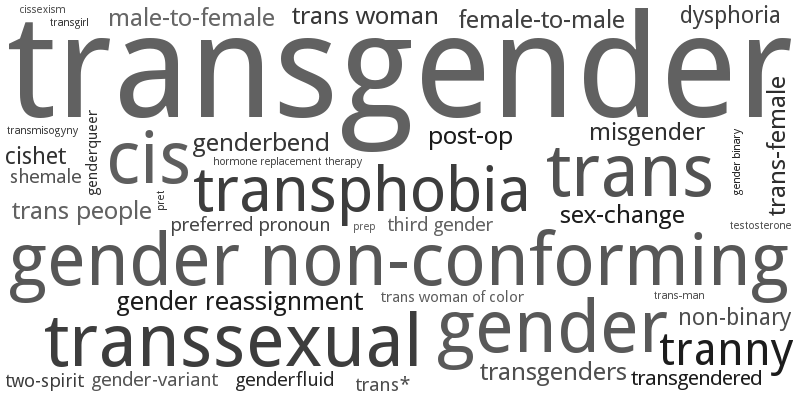 cissexism
transgirl
male-to-female
trans woman
female-to-male
dysphoria
transgender
transmisogyny
genderqueer
cishet
shemale
cis
genderbend
post-op
misgender
gender binary
trans-female
hormone replacement therapy
transphobia
trans
trans people
pret
preferred pronoun
prep
third gender
sex-change
testosterone
gender non-conforming
gender reassignment
trans woman of color
trans-man
transsexual
gender
non-binary
tranny
two-spirit
gender-variant
genderfluid
trans*
transgenders
transgendered